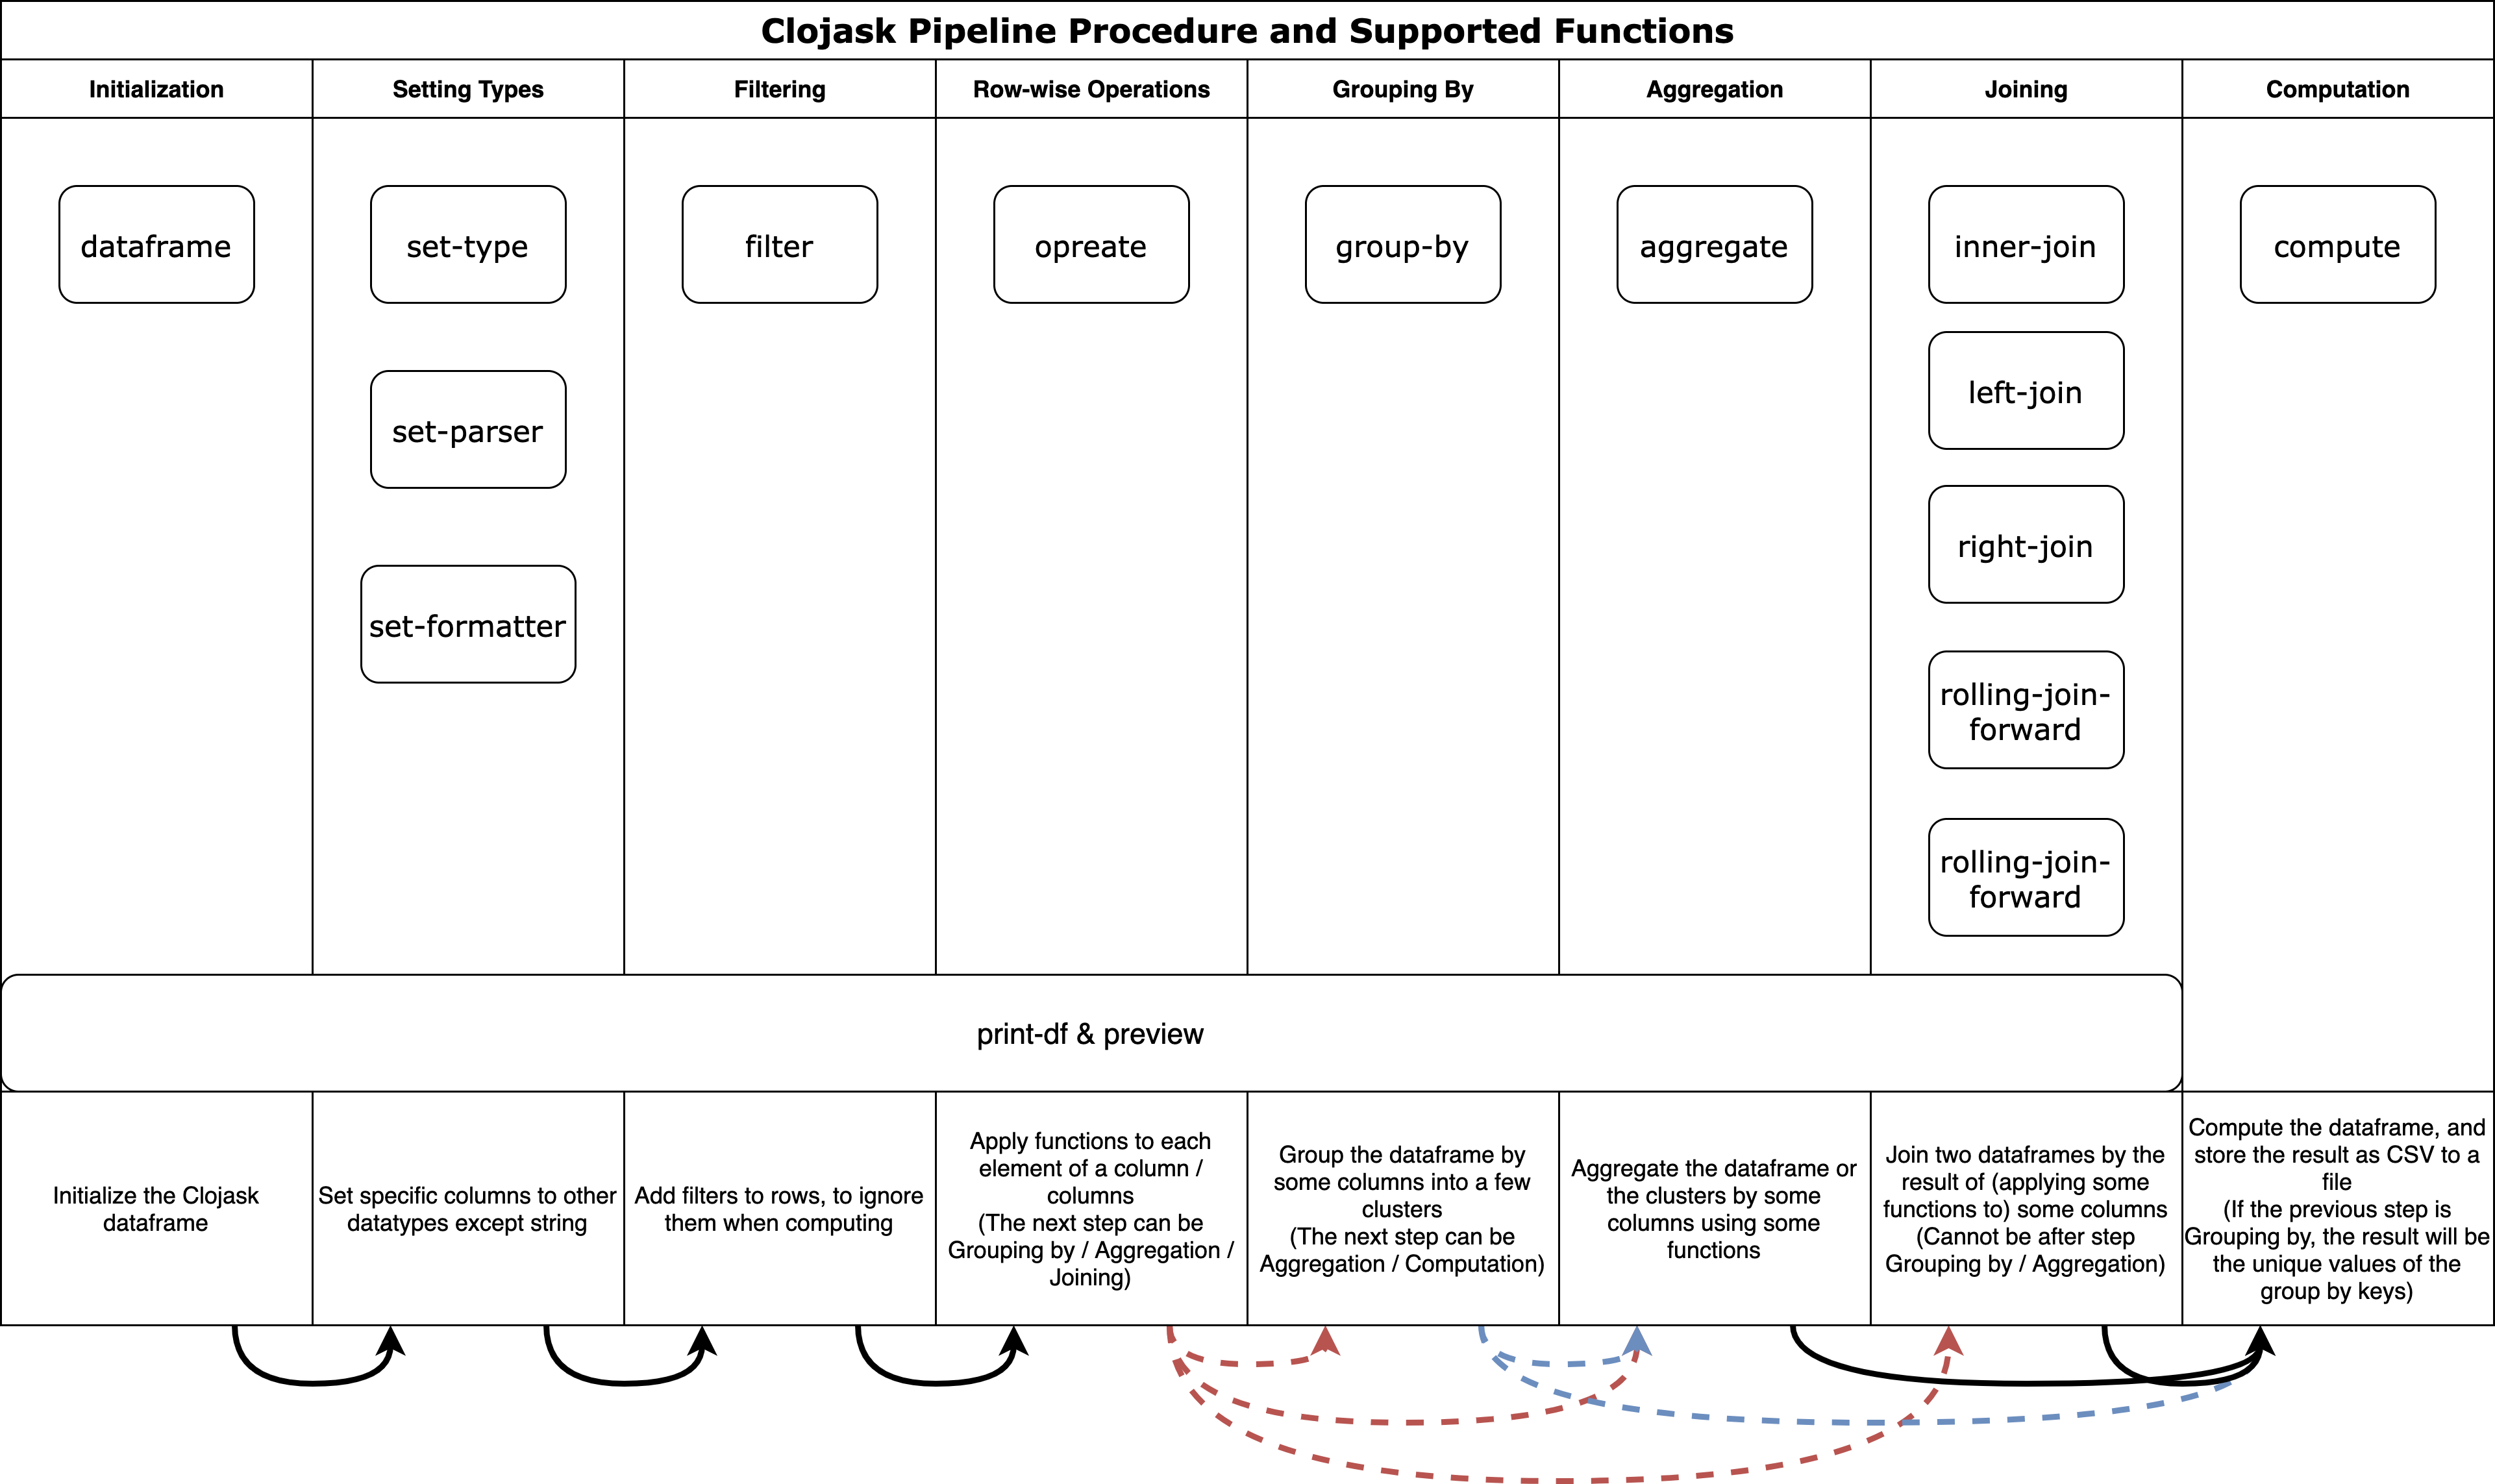 Clojask Pipeline Procedure and Supported Functions
Initialization
Setting Types
Filtering
Row-wise Operations
Grouping By
Aggregation
Joining
Computation
dataframe
set-type
filter
opreate
group-by
aggregate
inner-join
compute
left-join
set-parser
right-join
set-formatter
rolling-join-
forward
rolling-join-
forward
print-df & preview
Initialize the Clojask
dataframe
Set specific columns to other
datatypes except string
Add filters to rows, to ignore
them when computing
Apply functions to each
element of a column /
columns
(The next step can be
Grouping by / Aggregation /
Joining)
Group the dataframe by
some columns into a few
clusters
(The next step can be
Aggregation / Computation)
Aggregate the dataframe or
the clusters by some
columns using some
functions
Join two dataframes by the
result of (applying some
functions to) some columns
(Cannot be after step
Grouping by / Aggregation)
Compute the dataframe, and
store the result as CSV to a
file
(If the previous step is
Grouping by, the result will be
the unique values of the
group by keys)